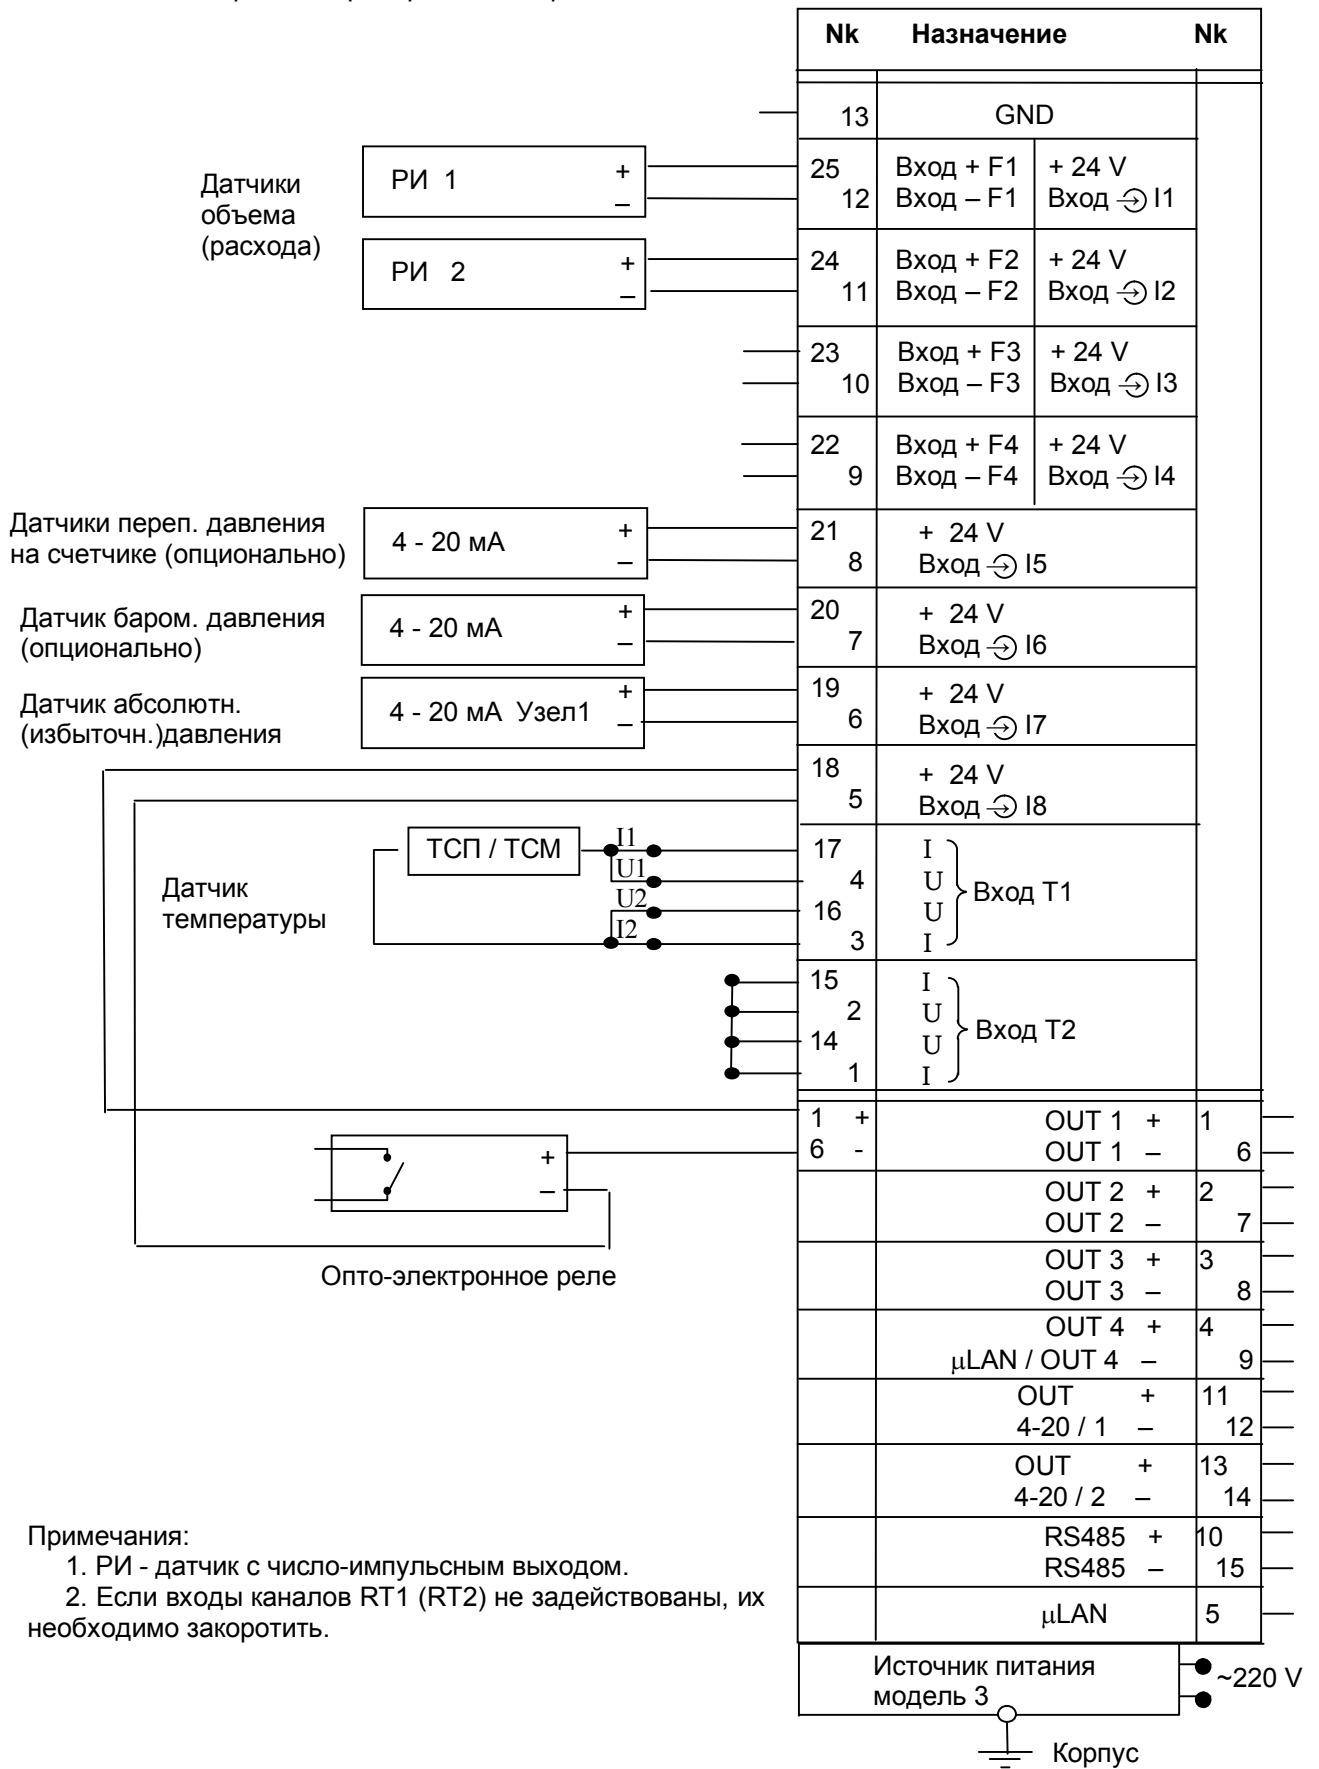 Nk Назначение Nk
13 GND
Датчики
объема
(расхода)
РИ 1 + –
25 Вход + F1 + 24 V
12 Вход – F1 Вход I1
РИ 2 + –
24 Вход + F2 + 24 V
11 Вход – F2 Вход I2
23 Вход + F3 + 24 V
10 Вход – F3 Вход I3
22 Вход + F4 + 24 V
9 Вход – F4 Вход I4
Датчики переп. давления
на счетчике (опционально)
4 - 20 мА + –
21 + 24 V
8 Вход I5
Датчик баром. давления
(опционально)
4 - 20 мА + –
20 + 24 V
7 Вход I6
Датчик абсолютн.
(избыточн.)давления
4 - 20 мА Узел1 + –
19 + 24 V
6 Вход I7
18 + 24 V
5 Вход I8
Датчик
температуры
ТСП / ТСМ
I1
U1
U2
I2
17 I
4 U
16 U
3 I
Вход Т1
15 I
2 U
14 U
1 I
Вход Т2
1 + OUT 1 + 1
6 - OUT 1 – 6
+
–
Опто-электронное реле
OUT 2 + 2
OUT 2 – 7
OUT 3 + 3
OUT 3 – 8
OUT 4 + 4
μLAN / OUT 4 – 9
OUT + 11
4-20 / 1 – 12
OUT + 13
4-20 / 2 – 14
RS485 + 10
RS485 – 15
μLAN 5
Источник питания
модель 3
~220 V
Корпус
Примечания:
1. РИ - датчик с число-импульсным выходом.
2. Если входы каналов RT1 (RT2) не задействованы, их
необходимо закоротить.